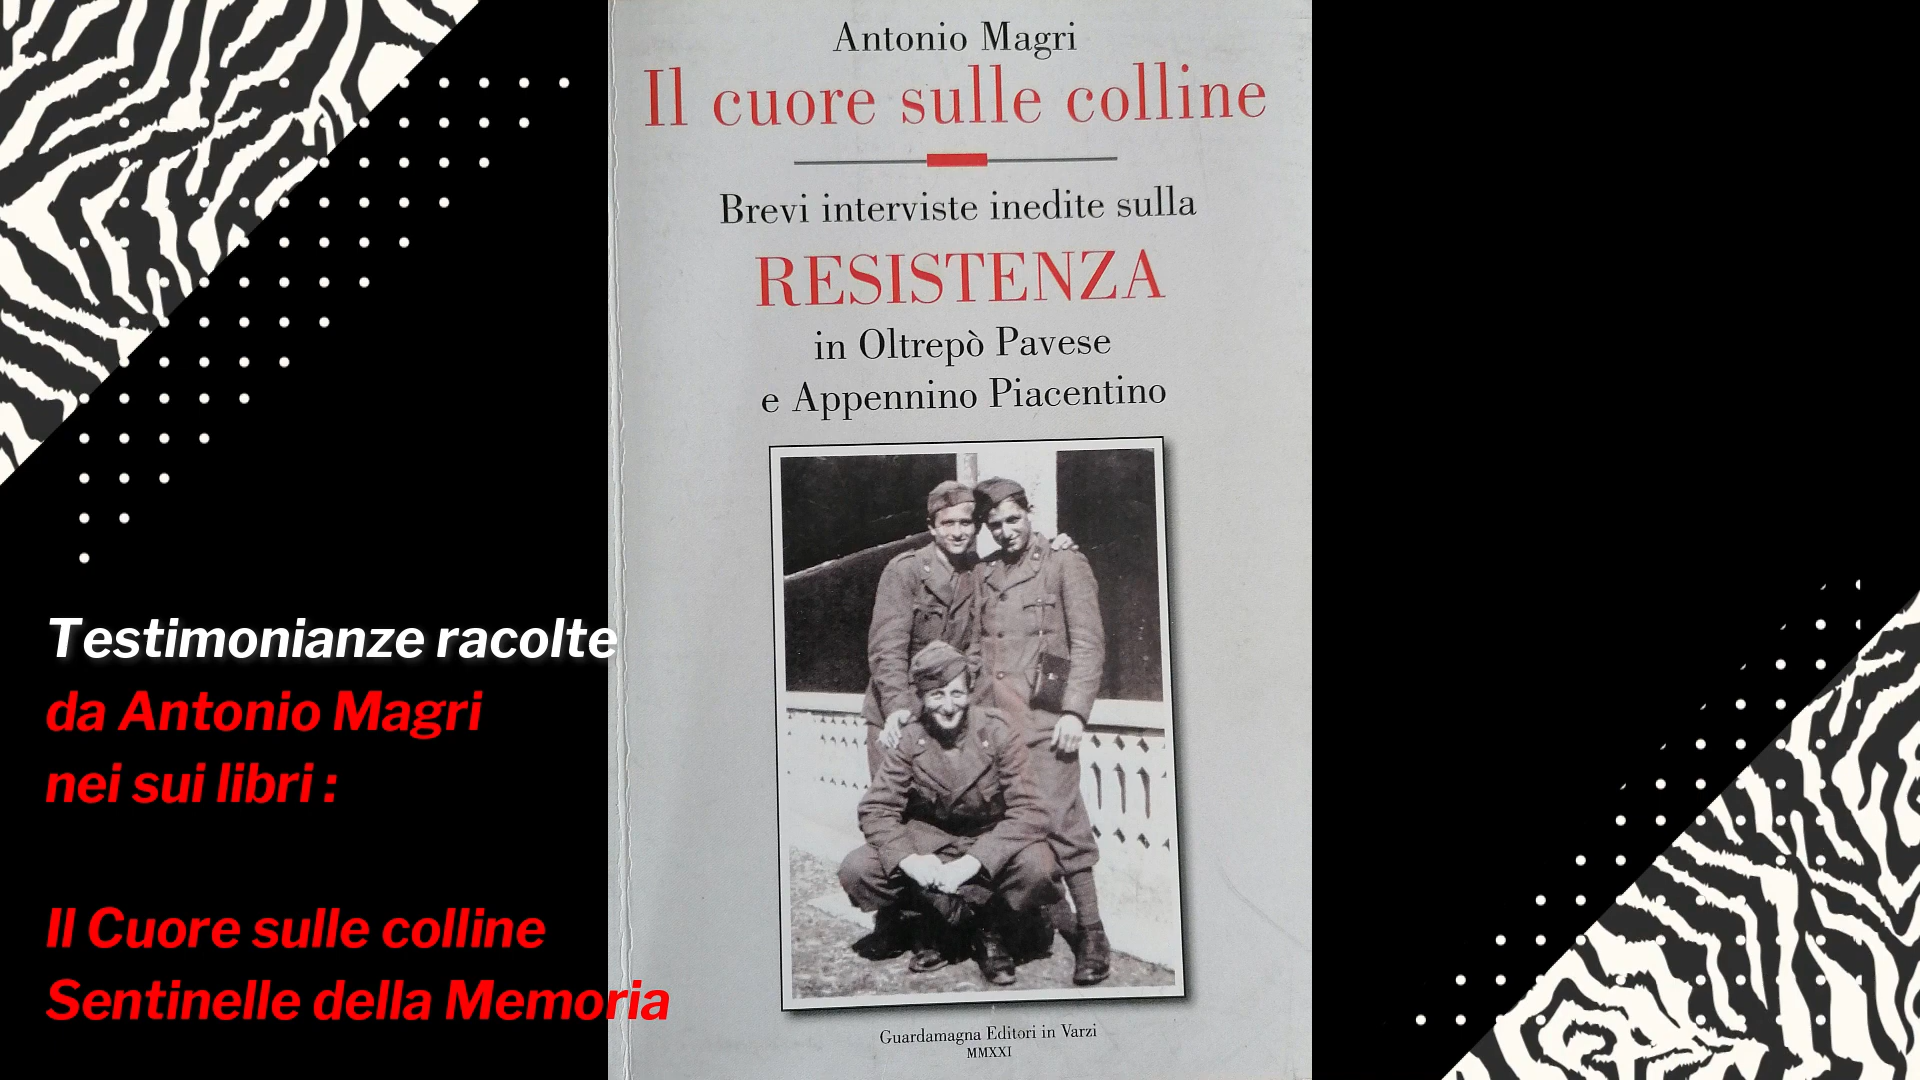 Antonio Magri
Il cuore sulle colline
Brevi interviste inedite sulla
RESISTENZA
in Oltrepò Pavese
e Appennino Piacentino
Guardamagna Editori in Varzi
MMXXI
Testimonianze racolte
da Antonio Magri
nei sui libri :
Il Cuore sulle colline
Sentinelle della Memoria